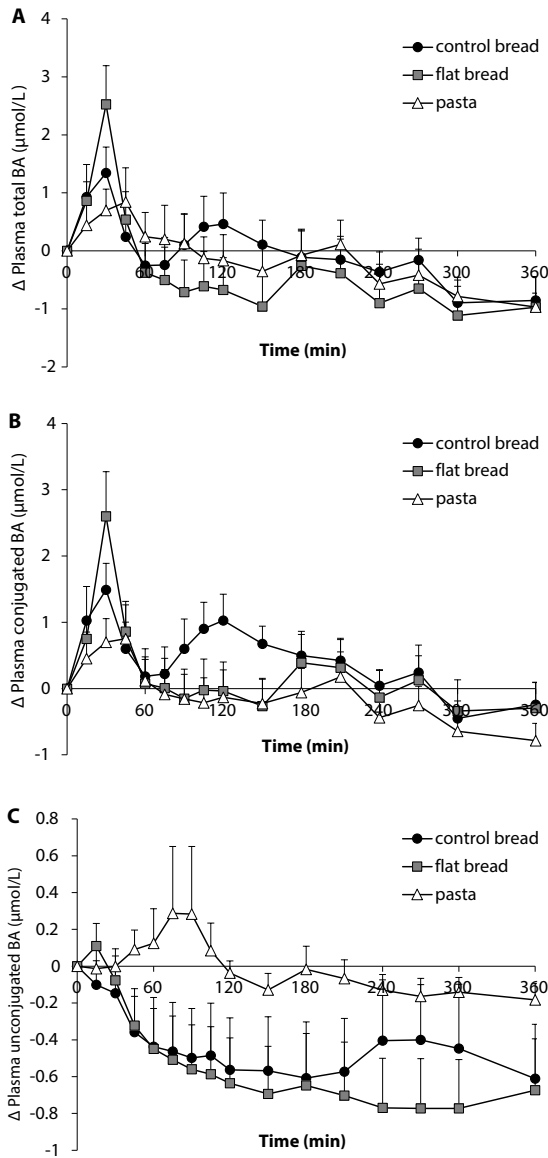 A
4
3
2
1
0
-1
-2
Δ Plasma total BA (μmol/L)
control bread
flat bread
pasta
0 60 120 180 240 300 360
Time (min)
B
4
3
2
1
0
-1
Δ Plasma conjugated BA (μmol/L)
control bread
flat bread
pasta
0 60 120 180 240 300 360
Time (min)
C
0.8
0.6
0.4
0.2
0
-0.2
-0.4
-0.6
-0.8
-1
Δ Plasma unconjugated BA (μmol/L)
control bread
flat bread
pasta
0 60 120 180 240 300 360
Time (min)